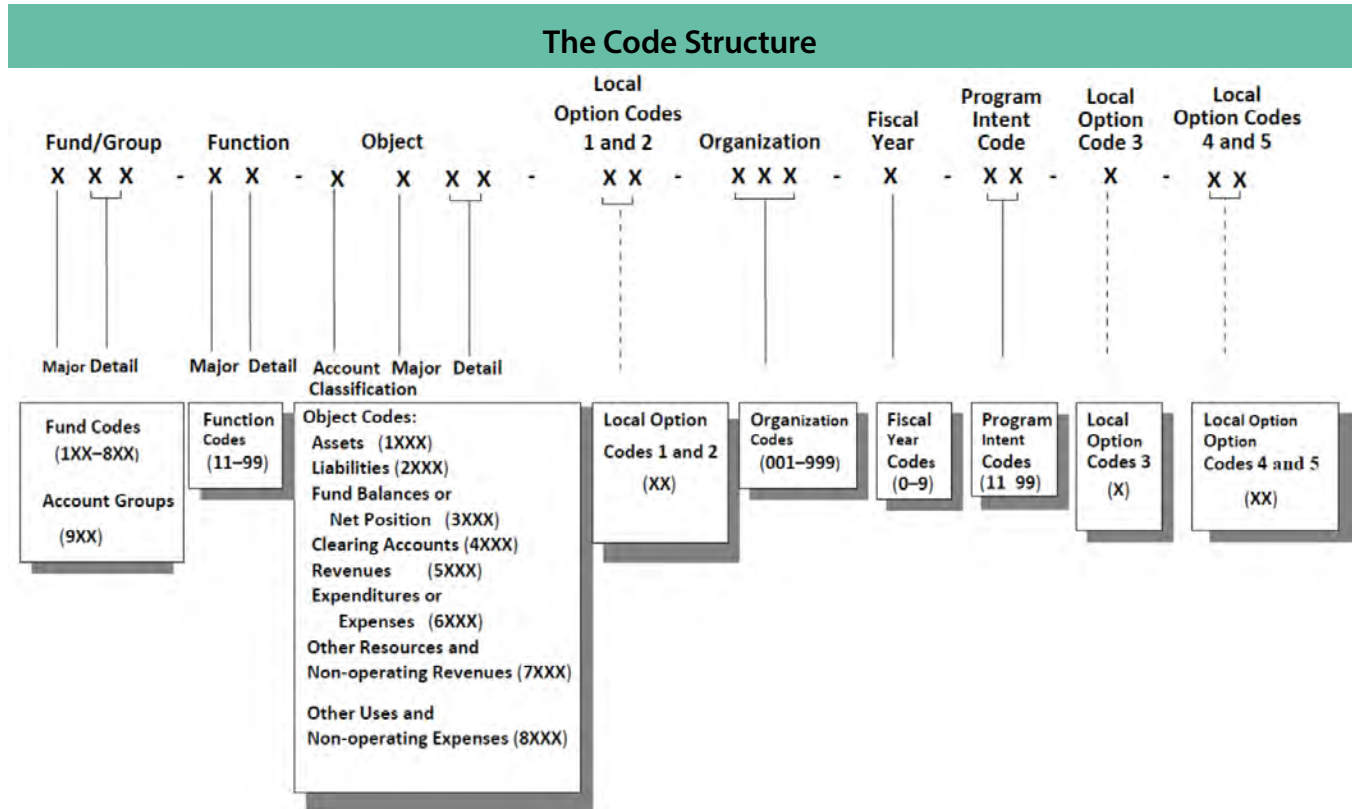 The Code Structure
Fund/Group
Function
Object
Local
Option Codes
1 and 2
Organization
Fiscal
Year
Program
Intent
Code
Local
Option
Code 3
Local
Option Codes
4 and 5
X X X - X X - X X X X - X X - X X X - X - X X - X - X X
Major Detail
Major Detail
Account Major Detail
Classification
Fund Codes
(1XX–8XX)
Account Groups
(9XX)
Function
Codes
(11–99)
Object Codes:
Assets (1XXX)
Liabilities (2XXX)
Fund Balances or
Net Position (3XXX)
Clearing Accounts (4XXX)
Revenues (5XXX)
Expenditures or
Expenses (6XXX)
Other Resources and
Non-operating Revenues (7XXX)
Other Uses and
Non-operating Expenses (8XXX)
Local Option
Codes 1 and 2
(XX)
Organization
Codes
(001–999)
Fiscal
Year
Codes
(0–9)
Program
Intent
Codes
(11 99)
Local
Option
Codes 3
(X)
Local Option
Option
Codes 4 and 5
(XX)